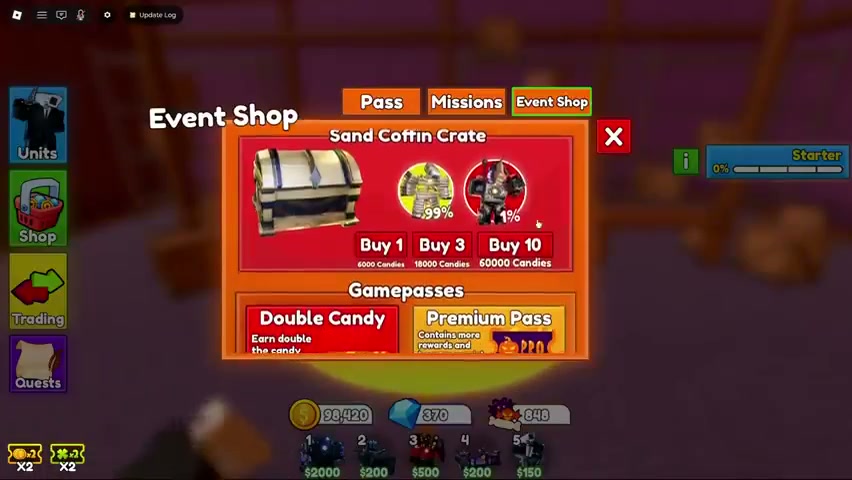 Update Log
Pass
Missions
Event Shop
Event Shop
Sand Coffin Crate
99%
1%
Buy 1
Buy 3
Buy 10
6000 Candies
18000 Candies
60000 Candies
Gamepasses
Double Candy
Premium Pass
Earn double
the candy
Contains more
rewards and
PRO
Units
Shop
Trading
Quests
i
Starter
0%
X
98,420
370
848
1
2
3
4
5
$2000
$200
$500
$200
$150
x2
X2
x2
X2